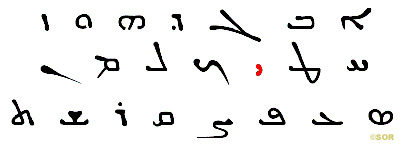 ܐ ܒ ܓ ܕ ܗ ܘ ܙ
ܚ ܛ ܝ ܟ ܠ ܡ ܢ
ܣ ܥ ܦ ܨ ܩ ܪ ܫ ܬ
©SOR